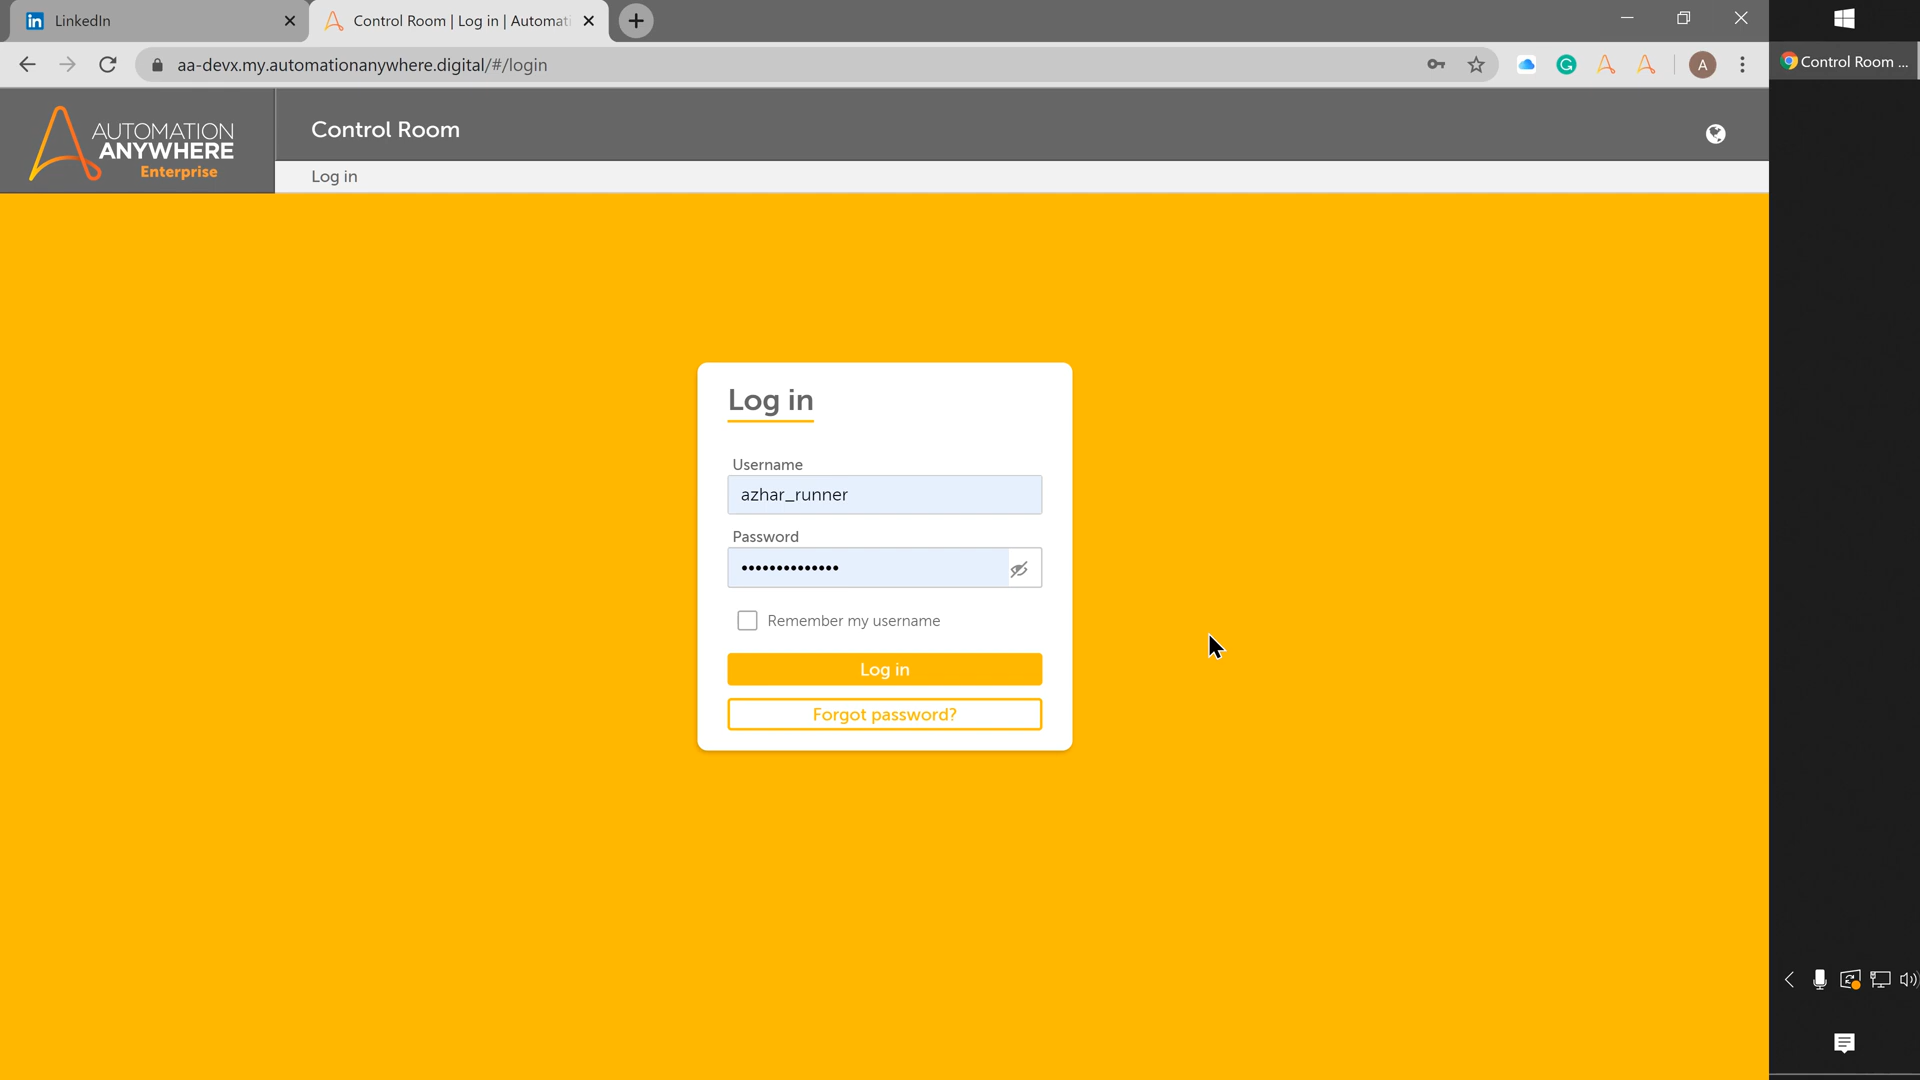 LinkedIn
Control Room | Log in | Automati
aa-devx.my.automationanywhere.digital/#/login
A
Control Room ...
AUTOMATION
ANYWHERE
Enterprise
Control Room
Log in
Log in
Username
azhar_runner
Password
••••••••••••••
Remember my username
Log in
Forgot password?